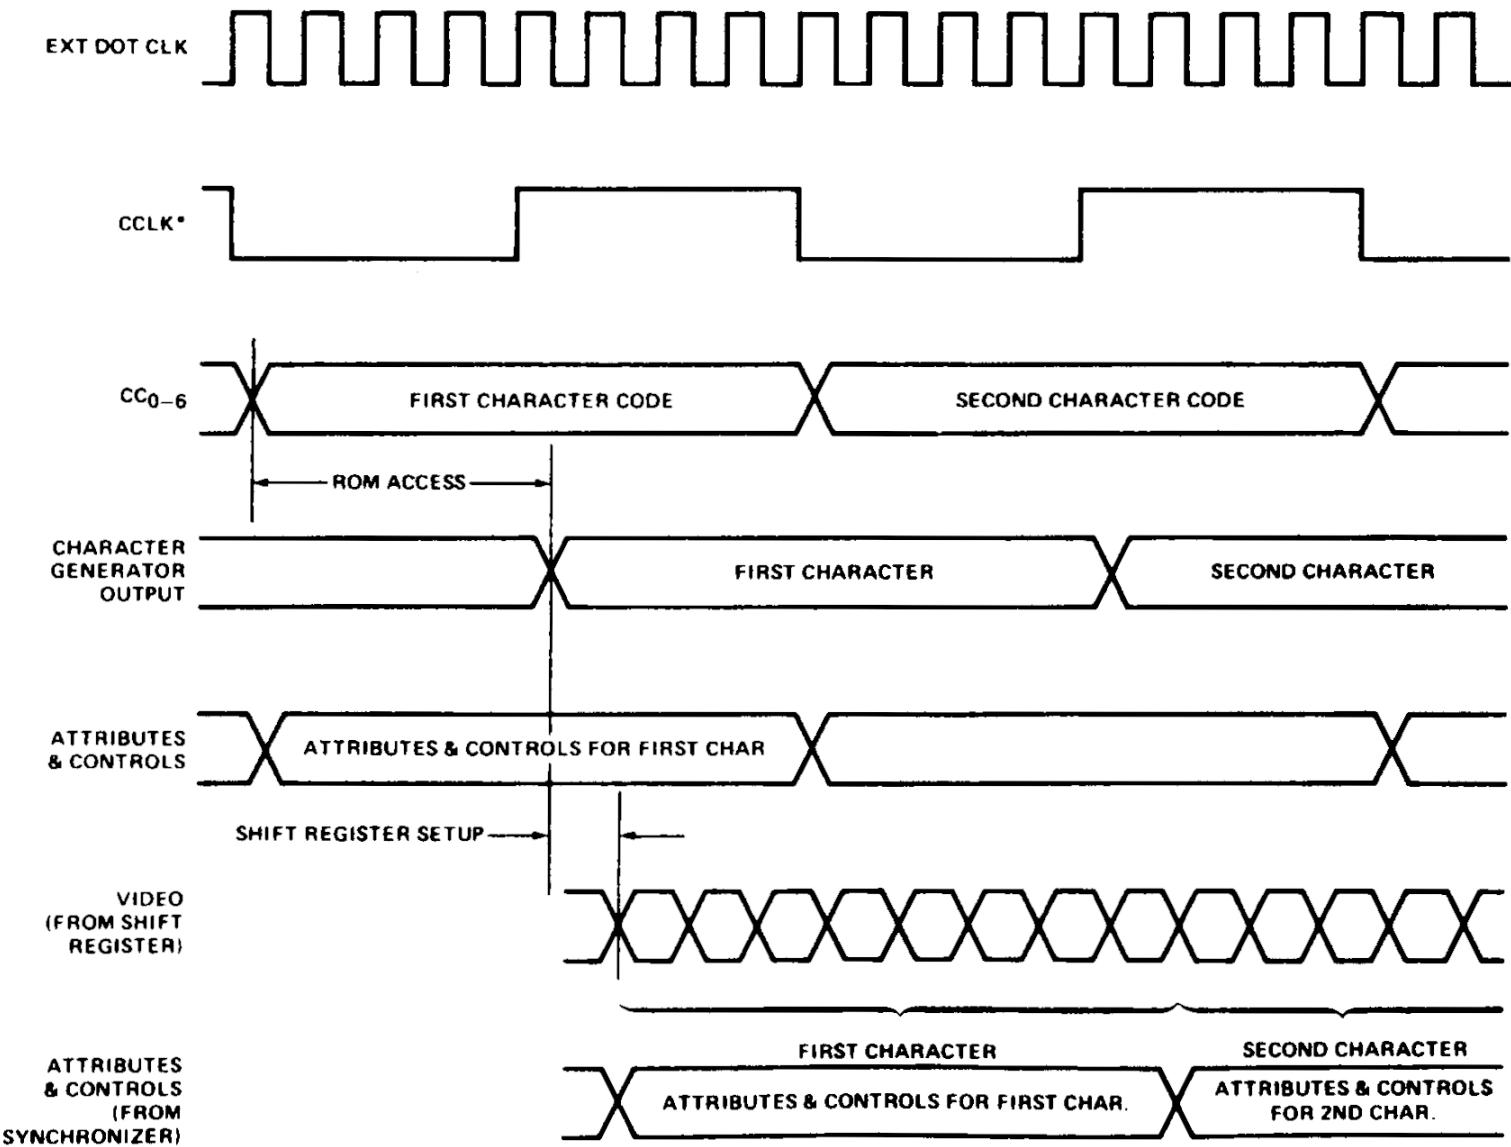 EXT DOT CLK
CCLK*
CC0–6
FIRST CHARACTER CODE
SECOND CHARACTER CODE
ROM ACCESS
CHARACTER
GENERATOR
OUTPUT
FIRST CHARACTER
SECOND CHARACTER
ATTRIBUTES
& CONTROLS
ATTRIBUTES & CONTROLS FOR FIRST CHAR
SHIFT REGISTER SETUP
VIDEO
(FROM SHIFT
REGISTER)
FIRST CHARACTER
SECOND CHARACTER
ATTRIBUTES
& CONTROLS
(FROM
SYNCHRONIZER)
ATTRIBUTES & CONTROLS FOR FIRST CHAR.
ATTRIBUTES & CONTROLS
FOR 2ND CHAR.